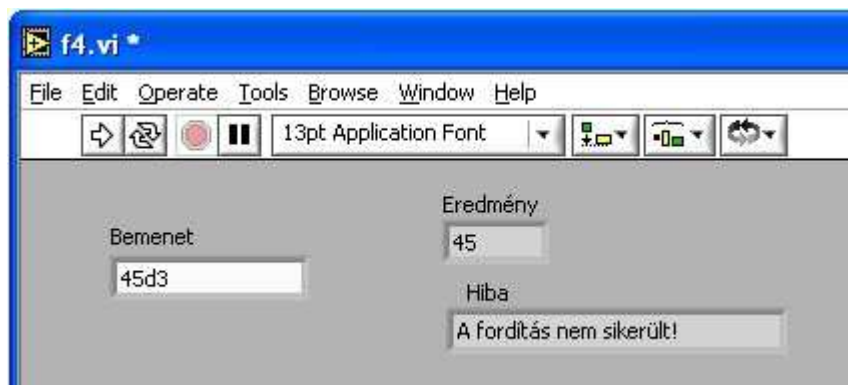 f4.vi *
File Edit Operate Tools Browse Window Help
13pt Application Font
Eredmény
Bemenet
45
45d3
Hiba
A fordítás nem sikerült!